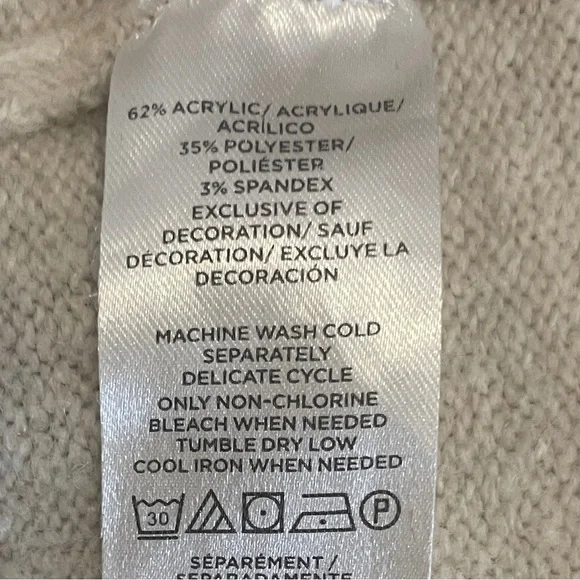 62% ACRYLIC/ ACRYLIQUE/
ACRÍLICO
35% POLYESTER/
POLIÉSTER
3% SPANDEX
EXCLUSIVE OF
DECORATION/ SAUF
DÉCORATION/ EXCLUYE LA
DECORACIÓN
MACHINE WASH COLD
SEPARATELY
DELICATE CYCLE
ONLY NON-CHLORINE
BLEACH WHEN NEEDED
TUMBLE DRY LOW
COOL IRON WHEN NEEDED
30 P
SÉPARÉMENT /
SEPARADAMENTE